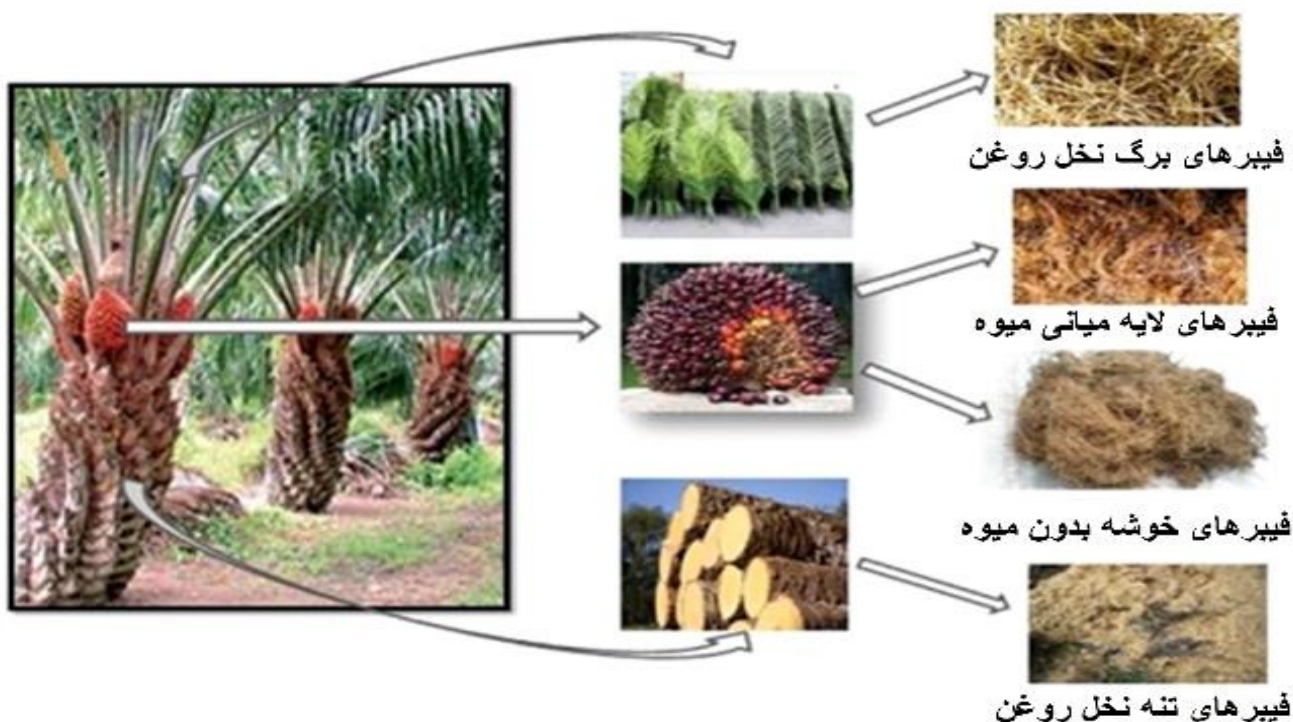 فیبرهای برگ نخل روغن
فیبرهای لایه میانی میوه
فیبرهای خوشه بدون میوه
فیبرهای تنه نخل روغن